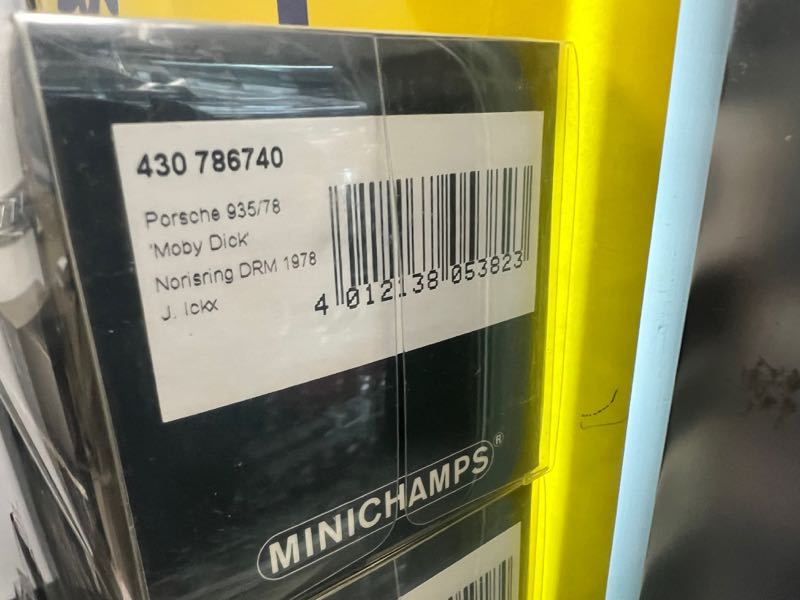 430 786740
Porsche 935/78
'Moby Dick'
Norisring DRM 1978
J. Ickx
4 012138 053823
MINICHAMPS®